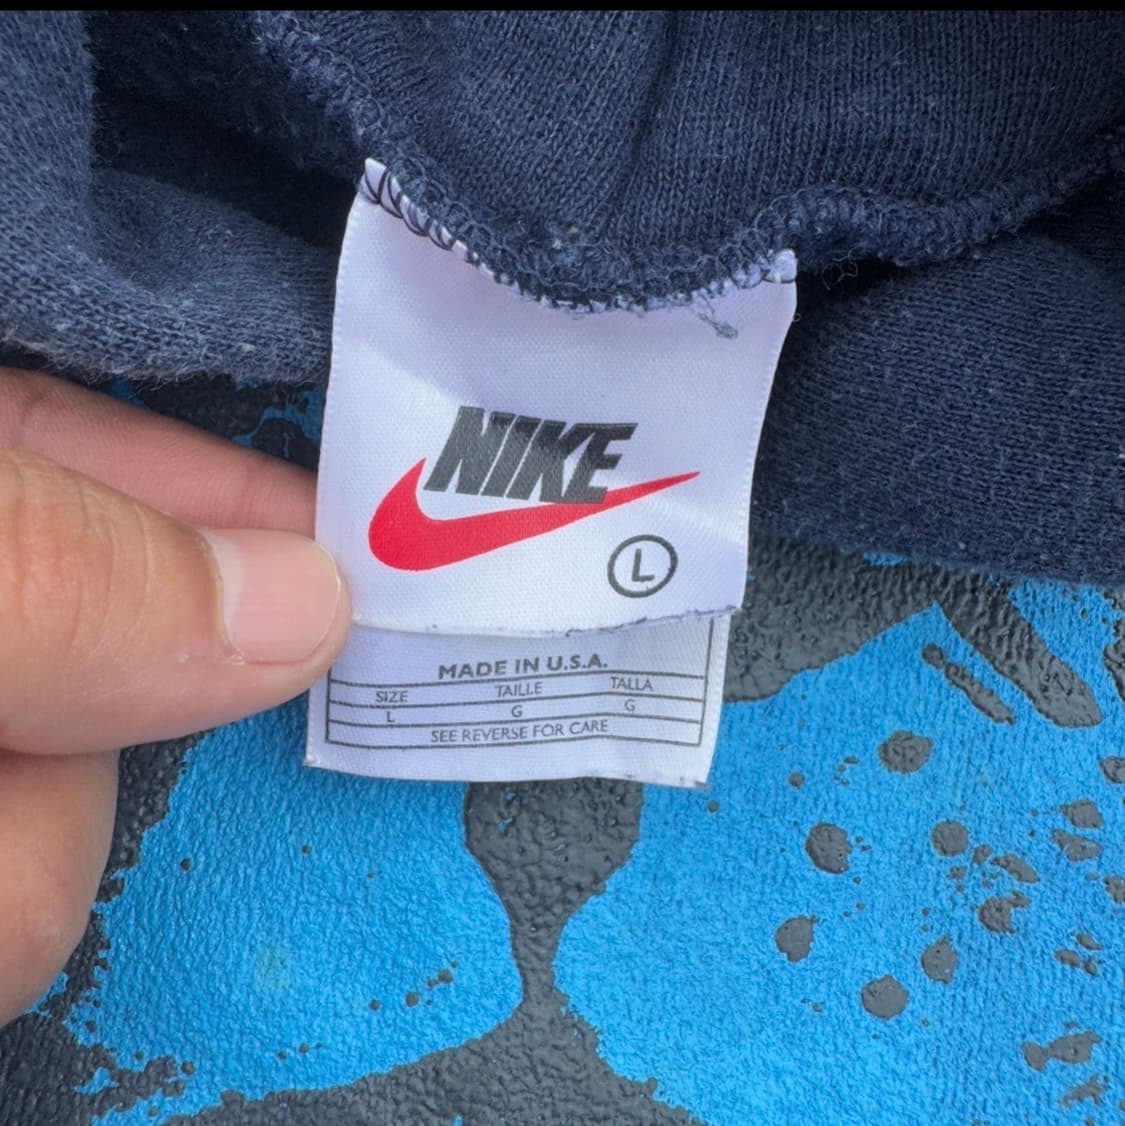 NIKE
L
MADE IN U.S.A.
SIZE TAILLE TALLA
L G G
SEE REVERSE FOR CARE